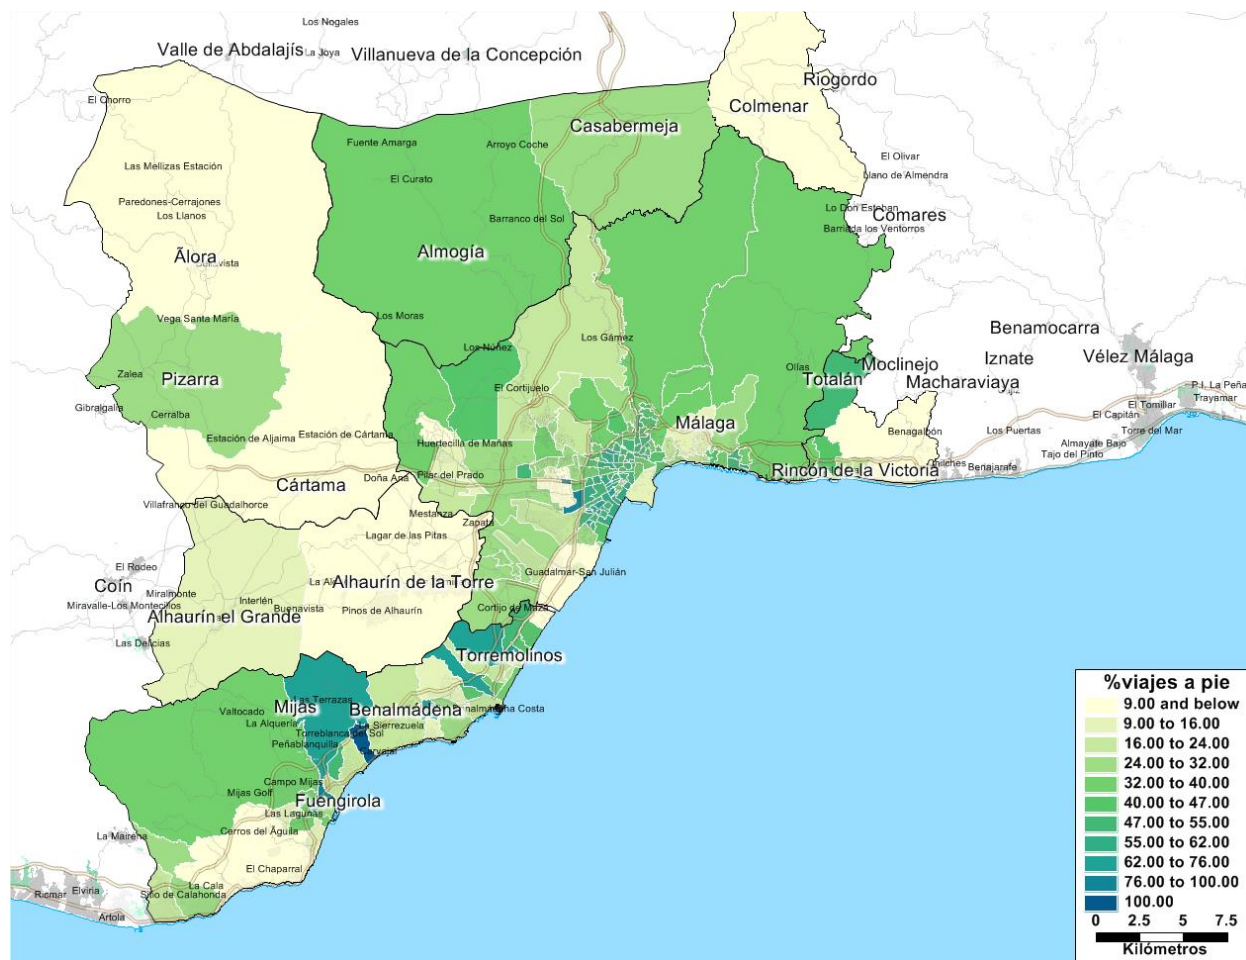 Los Nogales
Valle de Abdalajís
La Joya
Villanueva de la Concepción
Riogordo
El Chorro
Colmenar
Casabermeja
Fuente Amarga
Arroyo Coche
El Olivar
Las Mellizas Estación
Llano de Almendra
El Curato
Paredones-Cerrajones
Los Llanos
Lo Don Esteban
Comares
Barranco del Sol
Barriada los Ventorros
Ãlora
Almogía
Vega Santa María
Los Moras
Benamocarra
Los Gámez
Los Núñez
Iznate
Vélez Málaga
Moclinejo
Ollas
Zalea
Pizarra
Totalán
Macharaviaya
El Cortijuelo
P.I. La Peña
Trayamar
Gibralgalia
Cerralba
El Tomillar
El Capitán
Málaga
Estación de Aljaima
Estación de Cártama
Benagalbón
Los Puertas
Torre del Mar
Huertecilla de Mañas
Almayate Bajo
Tajo del Pinto
Rincón de la Victoria
Chilches
Benajarafe
Doña Ana
Pilar del Prado
Cártama
Villafranco del Guadalhorce
Mestanza
Zapata
Lagar de las Pitas
El Rodeo
Guadalmar-San Julián
Coín
Miralmonte
Alhaurín de la Torre
Miravalle-Los Montecillos
Interlén
Buenavista
Pinos de Alhaurín
Cortijo de Maza
Alhaurín el Grande
Las Delicias
Torremolinos
Las Terrazas
Mijas
Valtocado
Benalmádena
Benalmádena Costa
La Alquería
La Sierrezuela
Torreblanca del Sol
Peñablanquilla
Carvajal
Campo Mijas
Mijas Golf
Fuengirola
Las Lagunas
La Mairena
Cerros del Águila
El Chaparral
Ricmar
Elviria
La Cala
Sitio de Calahonda
Artola
%viajes a pie
9.00 and below
9.00 to 16.00
16.00 to 24.00
24.00 to 32.00
32.00 to 40.00
40.00 to 47.00
47.00 to 55.00
55.00 to 62.00
62.00 to 76.00
76.00 to 100.00
100.00
0 2.5 5 7.5
Kilómetros